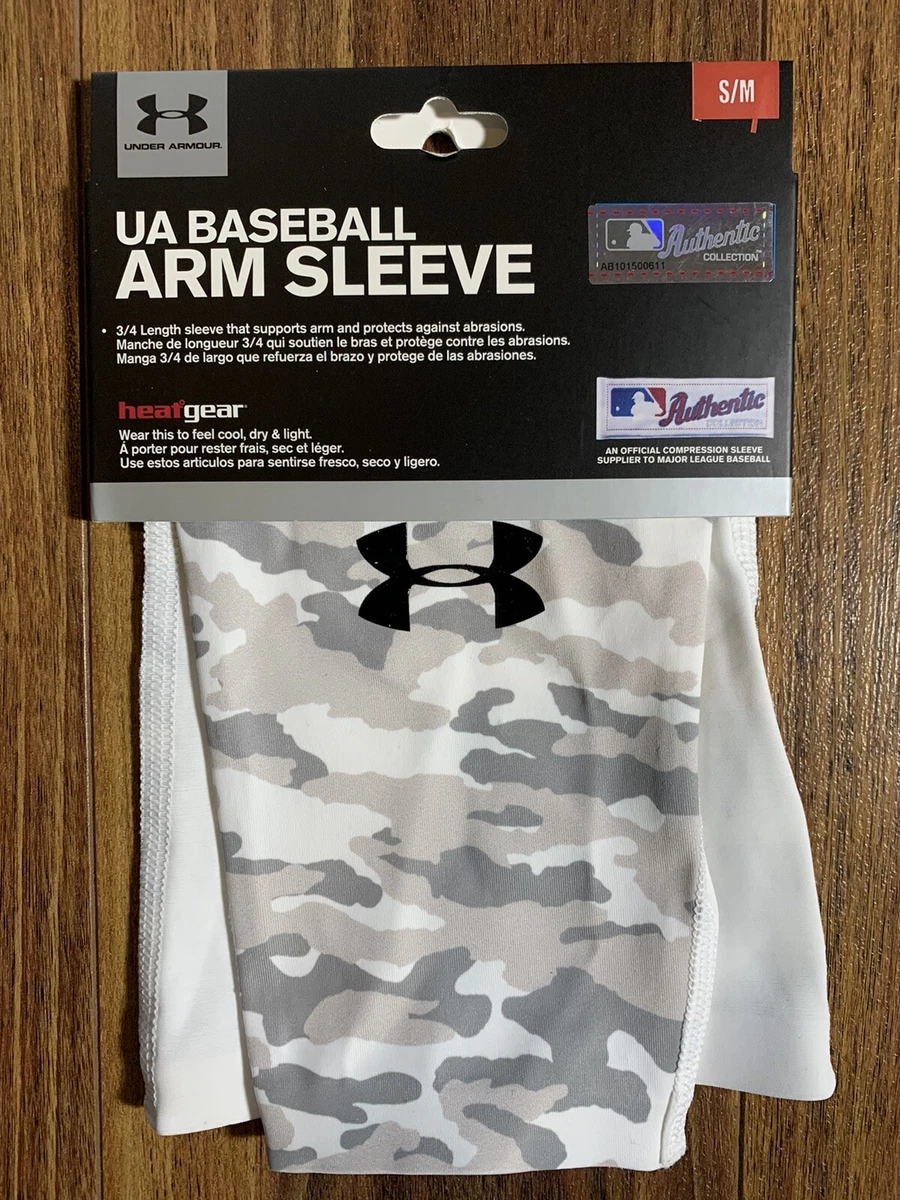 UNDER ARMOUR.
S/M
UA BASEBALL
ARM SLEEVE
Authentic
COLLECTION™
AB101500611
• 3/4 Length sleeve that supports arm and protects against abrasions.
Manche de longueur 3/4 qui soutien le bras et protège contre les abrasions.
Manga 3/4 de largo que refuerza el brazo y protege de las abrasiones.
heatgear®
Wear this to feel cool, dry & light.
À porter pour rester frais, sec et léger.
Use estos articulos para sentirse fresco, seco y ligero.
Authentic
COLLECTION
AN OFFICIAL COMPRESSION SLEEVE
SUPPLIER TO MAJOR LEAGUE BASEBALL